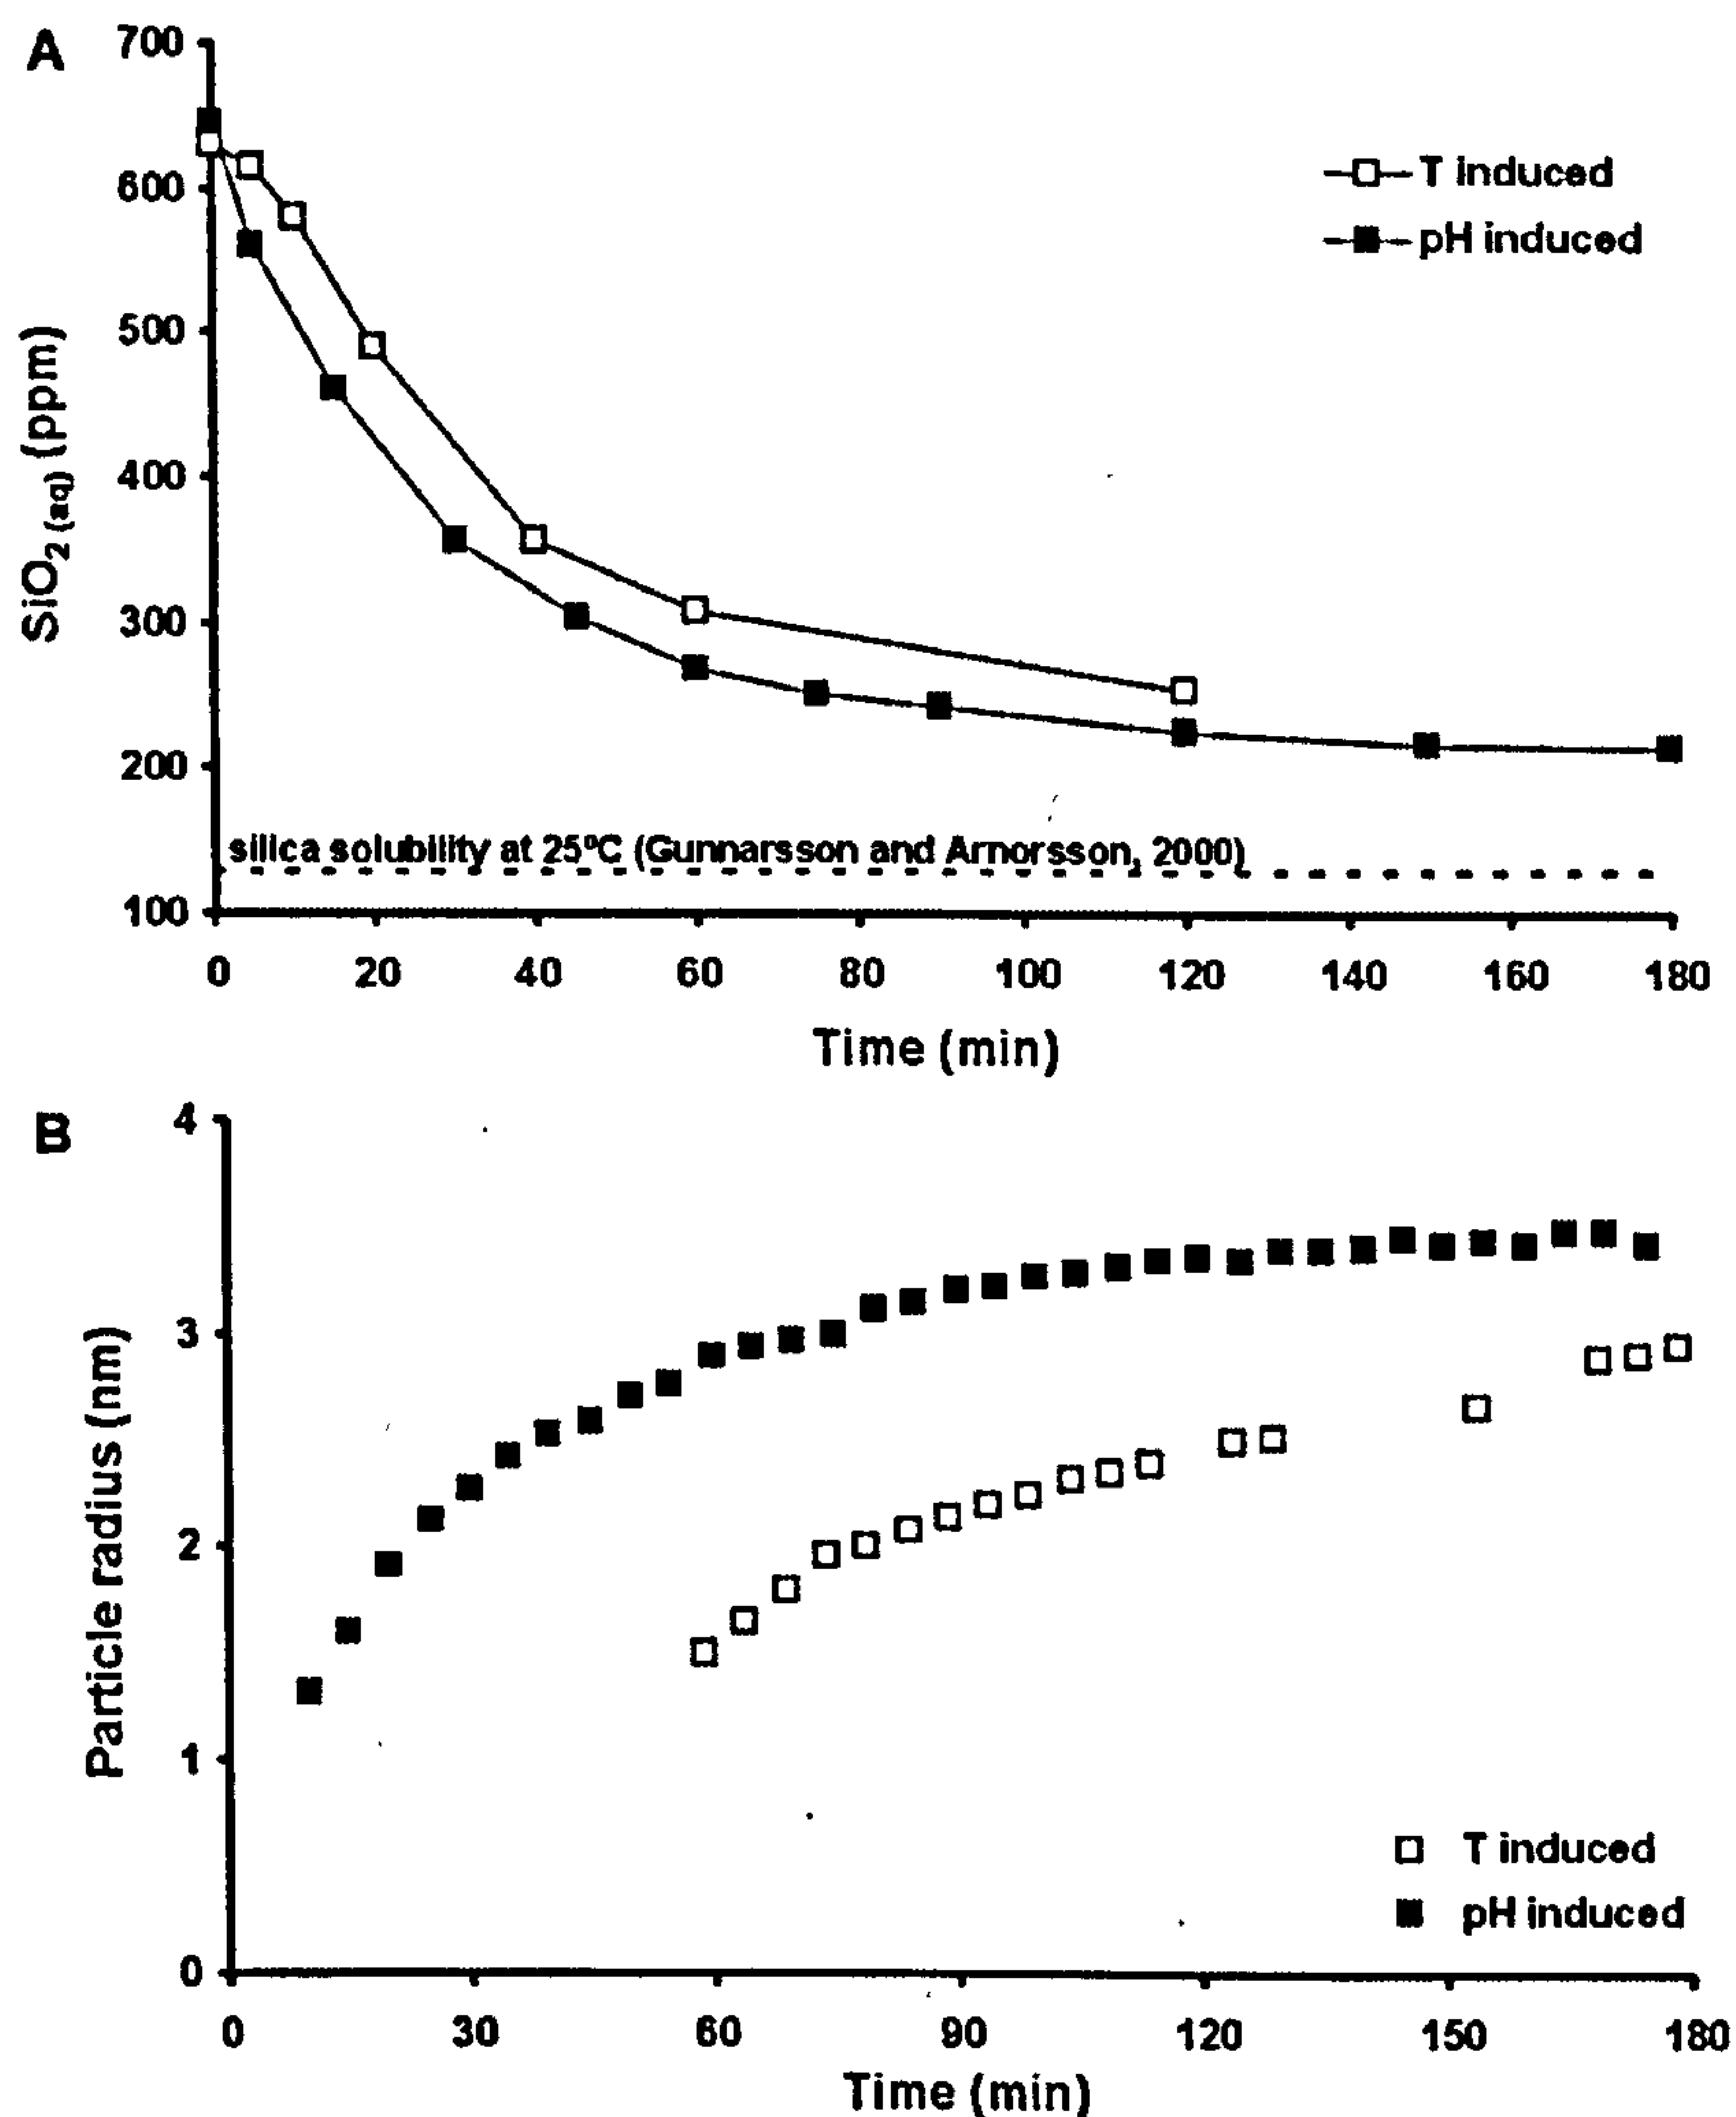 A
700
600
500
400
300
200
100
SiO2 (aq) (ppm)
T induced
pH induced
silica solubility at 25ºC (Gunnarsson and Arnorsson, 2000)
0 20 40 60 80 100 120 140 160 180
Time (min)
B
4
3
2
1
0
Particle radius (nm)
T induced
pH induced
0 30 60 90 120 150 180
Time (min)